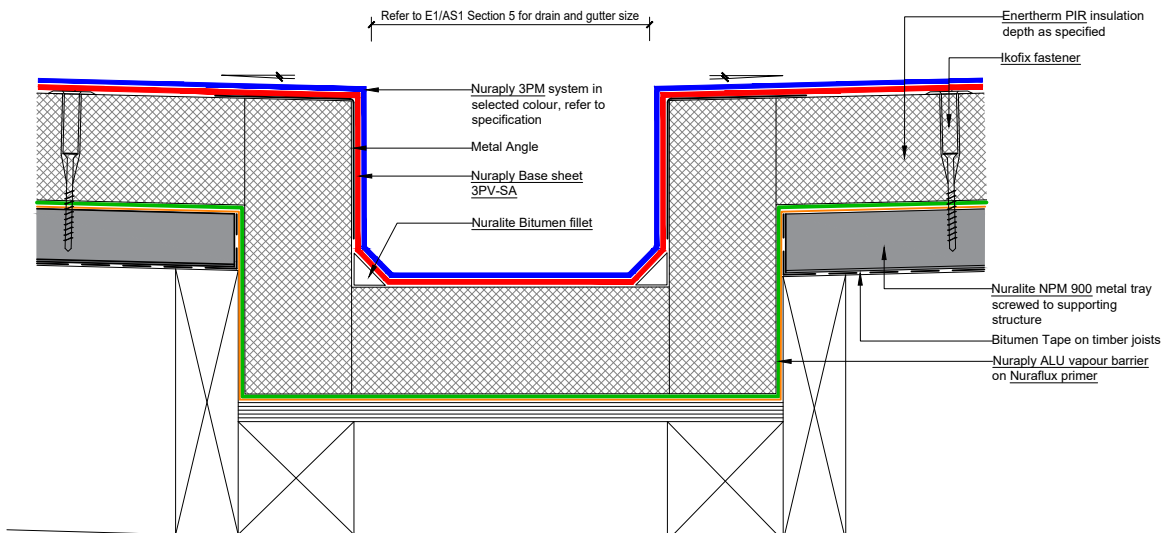 Refer to E1/AS1 Section 5 for drain and gutter size
Enertherm PIR insulation
depth as specified
Ikofix fastener
Nuraply 3PM system in
selected colour, refer to
specification
Metal Angle
Nuraply Base sheet
3PV-SA
Nuralite Bitumen fillet
Nuralite NPM 900 metal tray
screwed to supporting
structure
Bitumen Tape on timber joists
Nuraply ALU vapour barrier
on Nuraflux primer